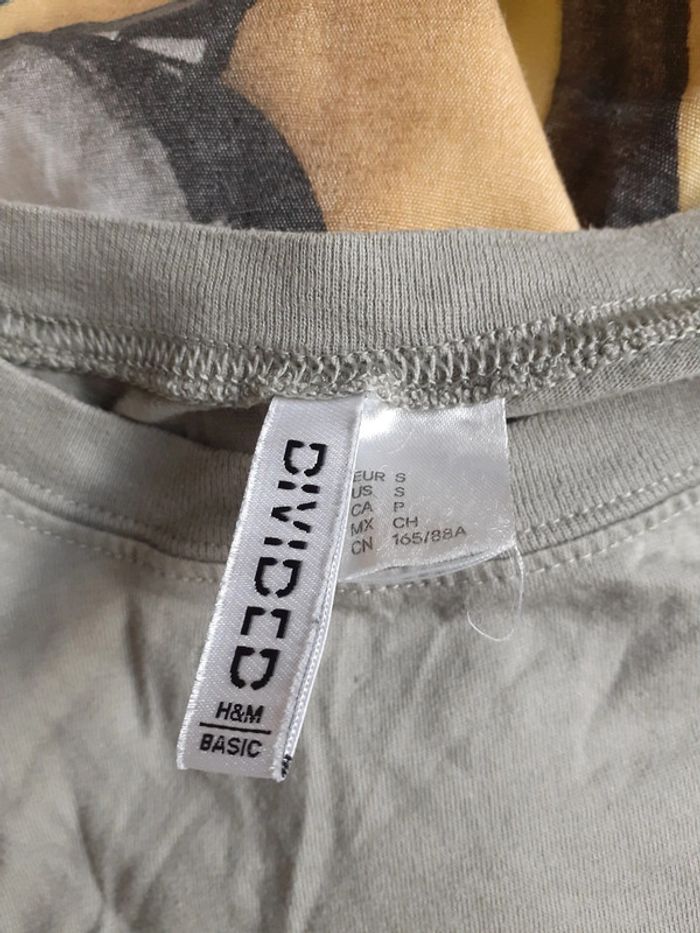 DIVIDED
H&M
BASIC
EUR S
US S
CA P
MX CH
CN 165/88A